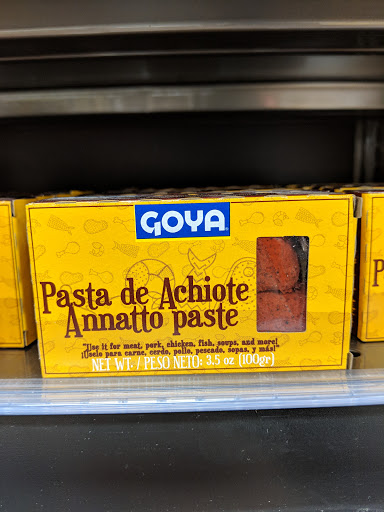 GOYA
Pasta de Achiote
Annatto paste
"Use it for meat, pork, chicken, fish, soups, and more!
¡Uselo para carne, cerdo, pollo, pescado, sopas, y más!"
NET WT. / PESO NETO: 3.5 oz (100gr)
P